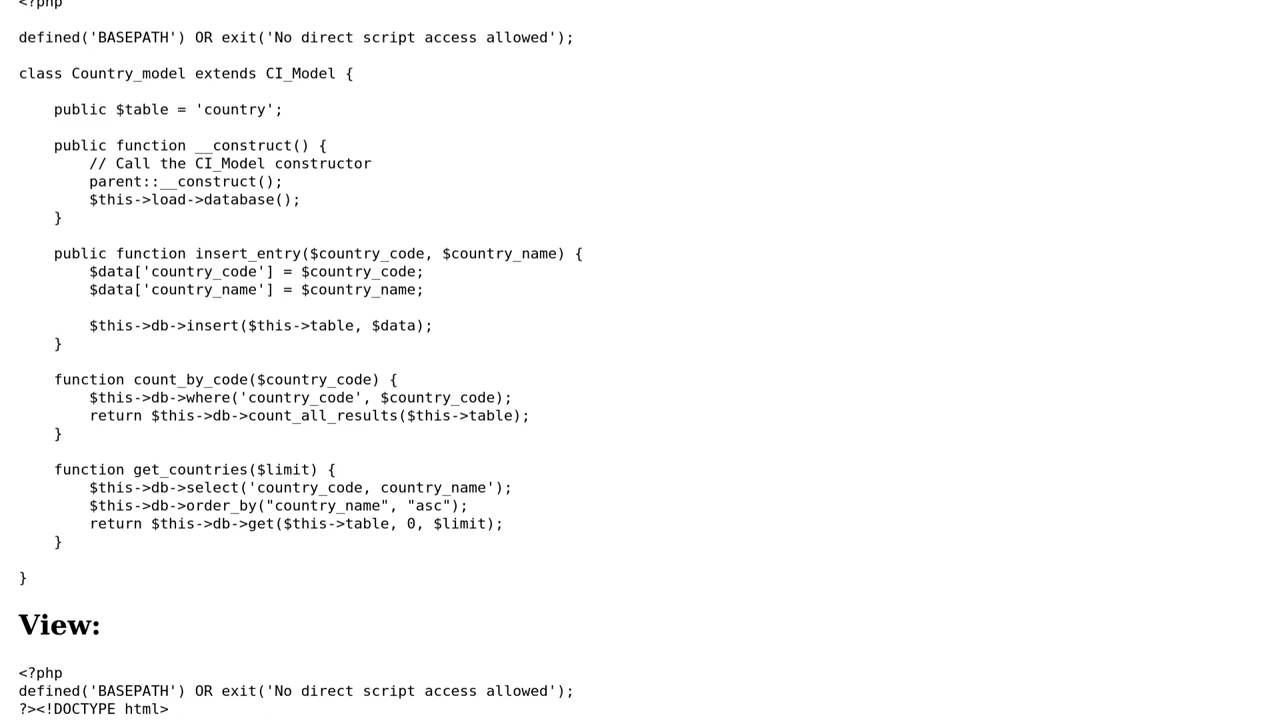 <?php
defined('BASEPATH') OR exit('No direct script access allowed');
class Country_model extends CI_Model {
    public $table = 'country';
    public function __construct() {
        // Call the CI_Model constructor
        parent::__construct();
        $this->load->database();
    }
    public function insert_entry($country_code, $country_name) {
        $data['country_code'] = $country_code;
        $data['country_name'] = $country_name;
        $this->db->insert($this->table, $data);
    }
    function count_by_code($country_code) {
        $this->db->where('country_code', $country_code);
        return $this->db->count_all_results($this->table);
    }
    function get_countries($limit) {
        $this->db->select('country_code, country_name');
        $this->db->order_by("country_name", "asc");
        return $this->db->get($this->table, 0, $limit);
    }
}
View:
<?php
defined('BASEPATH') OR exit('No direct script access allowed');
?><!DOCTYPE html>